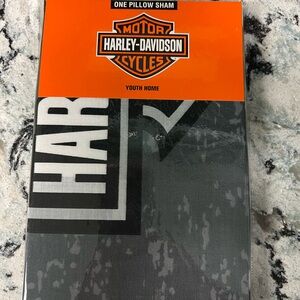 ONE PILLOW SHAM
MOTOR
HARLEY-DAVIDSON
CYCLES
YOUTH HOME
HAR